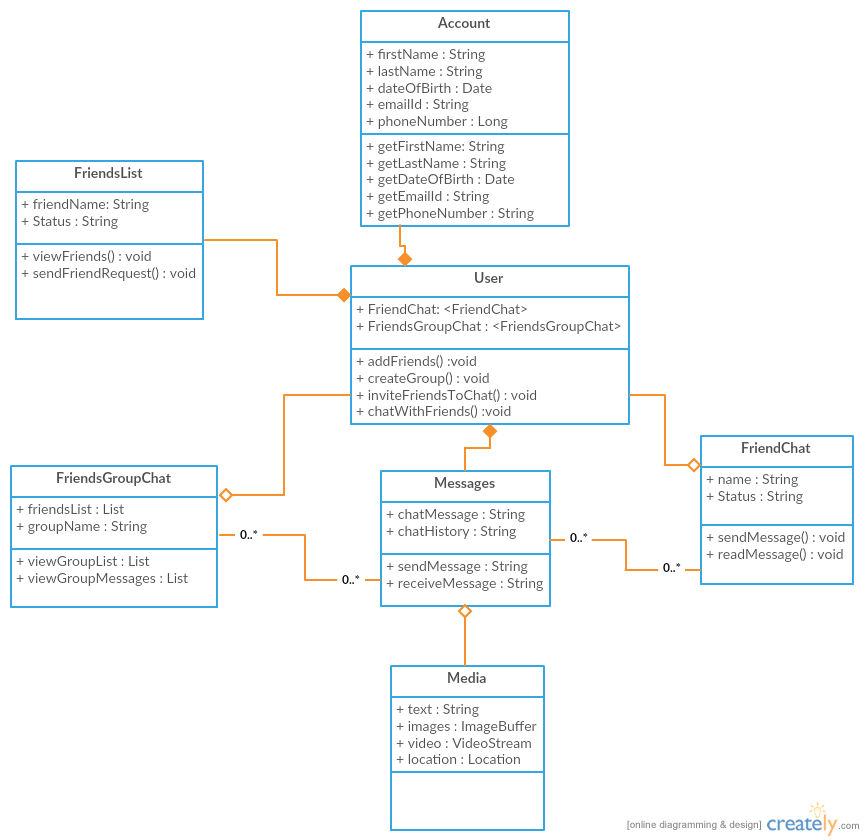 Account
+ firstName : String
+ lastName : String
+ dateOfBirth : Date
+ emailId : String
+ phoneNumber : Long
+ getFirstName: String
+ getLastName : String
+ getDateOfBirth : Date
+ getEmailId : String
+ getPhoneNumber : String
FriendsList
+ friendName: String
+ Status : String
+ viewFriends() : void
+ sendFriendRequest() : void
User
+ FriendChat: <FriendChat>
+ FriendsGroupChat : <FriendsGroupChat>
+ addFriends() :void
+ createGroup() : void
+ inviteFriendsToChat() : void
+ chatWithFriends() :void
FriendsGroupChat
+ friendsList : List
+ groupName : String
+ viewGroupList : List
+ viewGroupMessages : List
0..*
0..*
Messages
+ chatMessage : String
+ chatHistory : String
+ sendMessage : String
+ receiveMessage : String
0..*
0..*
FriendChat
+ name : String
+ Status : String
+ sendMessage() : void
+ readMessage() : void
Media
+ text : String
+ images : ImageBuffer
+ video : VideoStream
+ location : Location
[online diagramming & design] creately.com